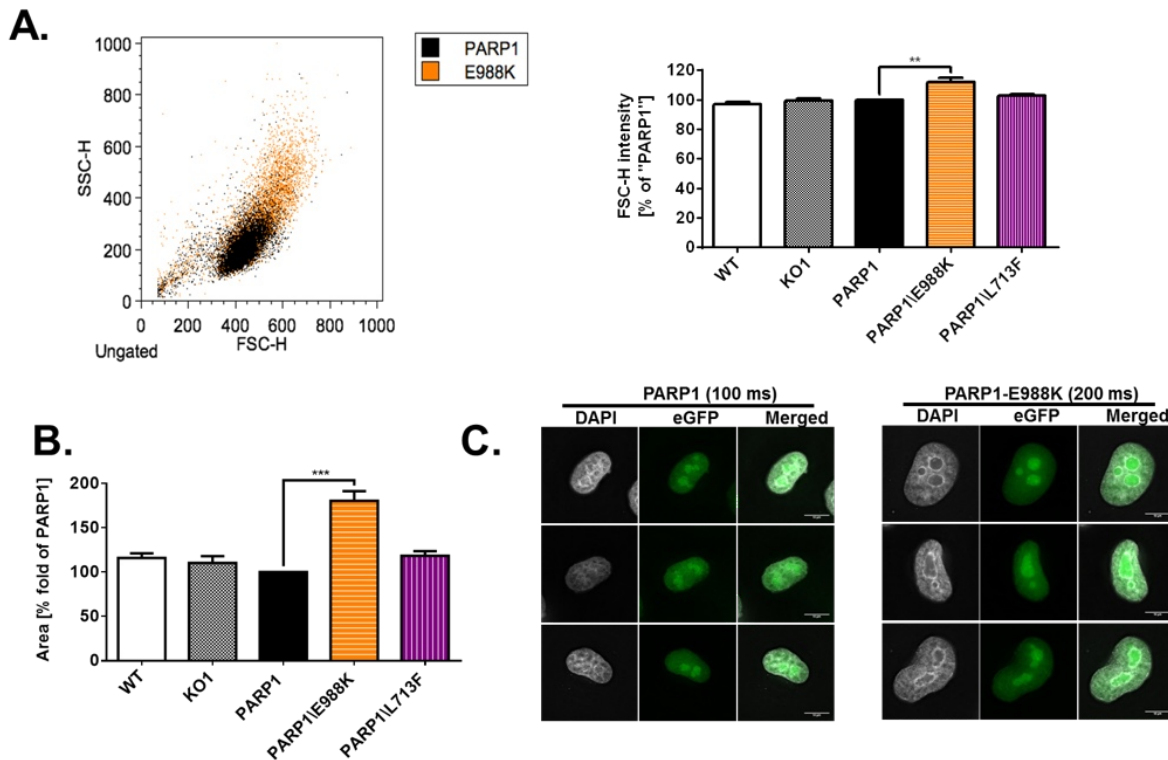 A.
PARP1
E988K
1000
800
600
400
200
0
SSC-H
0 200 400 600 800 1000
FSC-H
Ungated
**
120
100
80
60
40
20
0
FSC-H intensity
[% of "PARP1"]
WT
KO1
PARP1
PARP1\E988K
PARP1\L713F
B.
***
200
150
100
50
0
Area [% fold of PARP1]
WT
KO1
PARP1
PARP1\E988K
PARP1\L713F
C.
PARP1 (100 ms)
DAPI eGFP Merged
PARP1-E988K (200 ms)
DAPI eGFP Merged